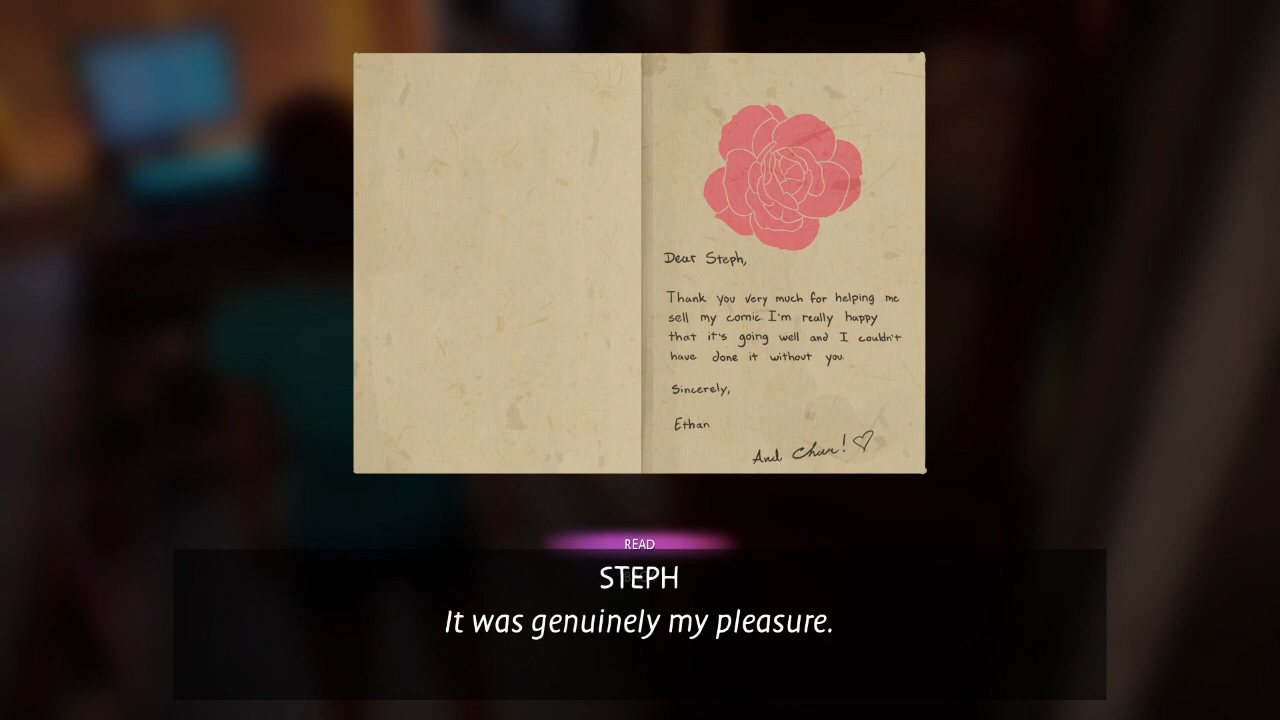 Dear Steph,
Thank you very much for helping me
sell my comic. I'm really happy
that it's going well and I couldn't
have done it without you.
Sincerely,
Ethan
And Char! ♡
READ
STEPH
It was genuinely my pleasure.